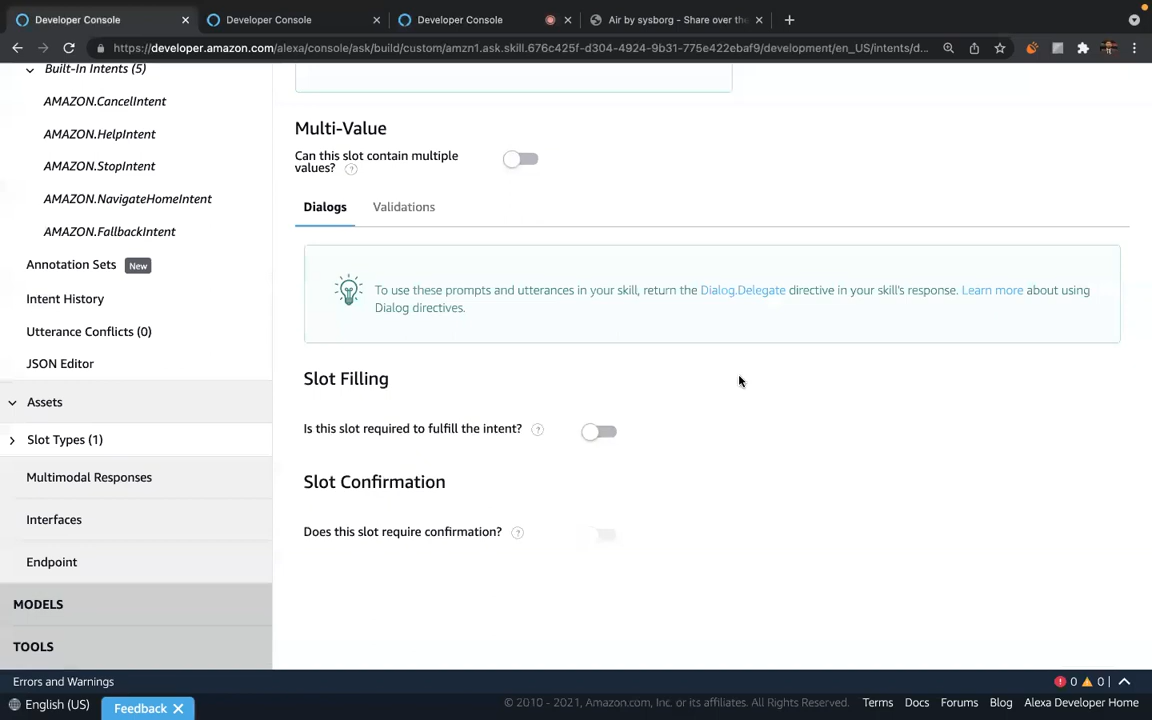 Developer Console
Developer Console
Developer Console
Air by sysborg - Share over the
https://developer.amazon.com/alexa/console/ask/build/custom/amzn1.ask.skill.676c425f-d304-4924-9b31-775e422ebaf9/development/en_US/intents/d...
Built-In Intents (5)
AMAZON.CancelIntent
AMAZON.HelpIntent
AMAZON.StopIntent
AMAZON.NavigateHomeIntent
AMAZON.FallbackIntent
Annotation Sets New
Intent History
Utterance Conflicts (0)
JSON Editor
Assets
Slot Types (1)
Multimodal Responses
Interfaces
Endpoint
MODELS
TOOLS
Multi-Value
Can this slot contain multiple
values? ?
Dialogs Validations
To use these prompts and utterances in your skill, return the Dialog.Delegate directive in your skill's response. Learn more about using
Dialog directives.
Slot Filling
Is this slot required to fulfill the intent? ?
Slot Confirmation
Does this slot require confirmation? ?
Errors and Warnings
0 0
English (US)
Feedback
© 2010 - 2021, Amazon.com, Inc. or its affiliates. All Rights Reserved.
Terms Docs Forums Blog Alexa Developer Home